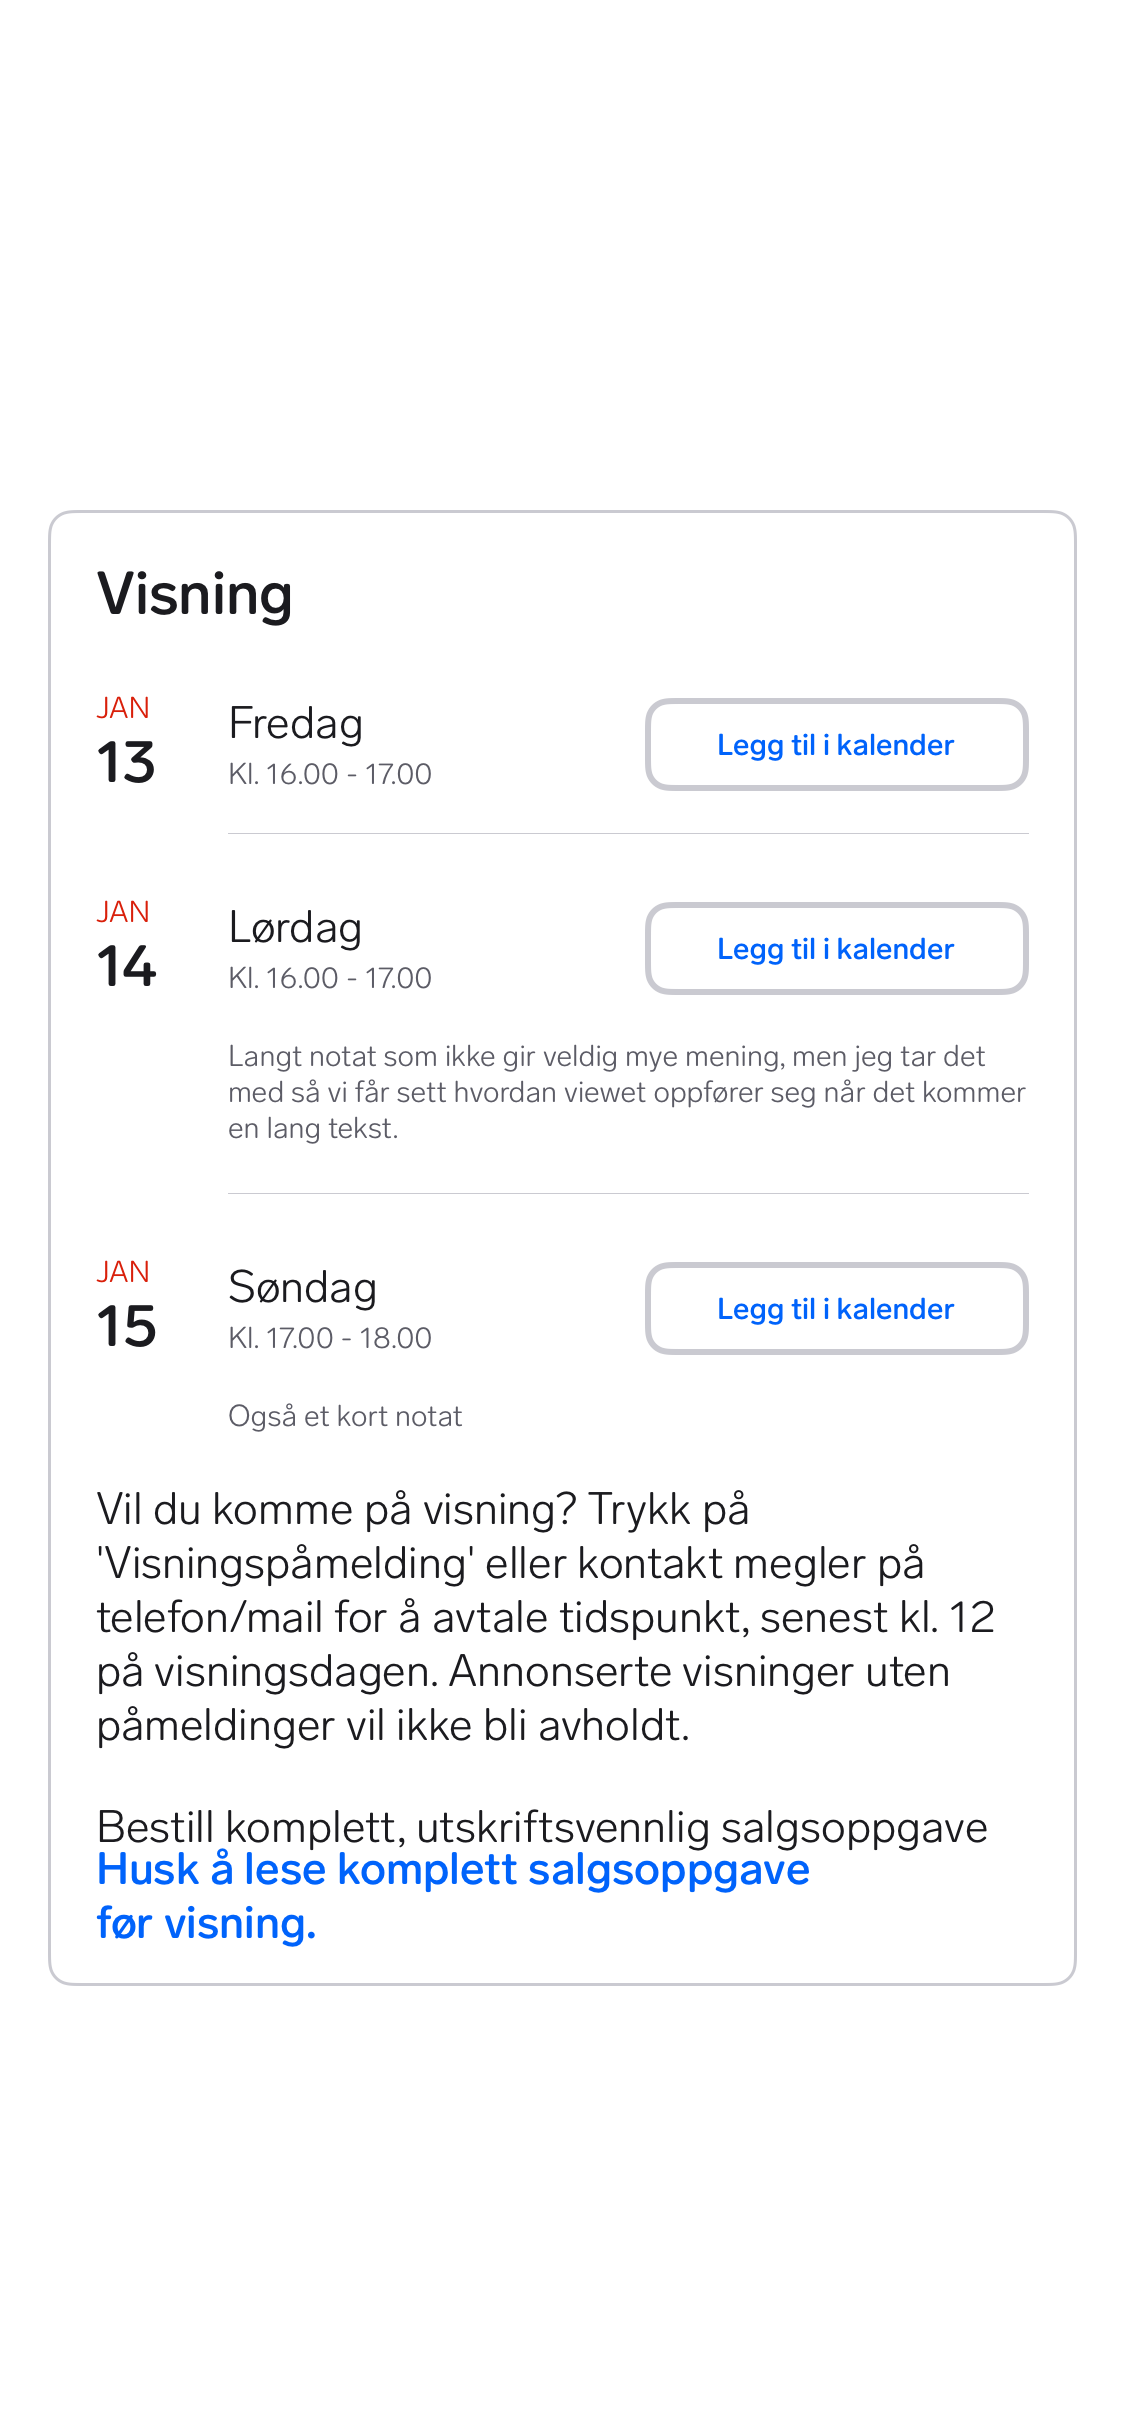 Visning
JAN
13
Fredag
Kl. 16.00 - 17.00
Legg til i kalender
JAN
14
Lørdag
Kl. 16.00 - 17.00
Legg til i kalender
Langt notat som ikke gir veldig mye mening, men jeg tar det
med så vi får sett hvordan viewet oppfører seg når det kommer
en lang tekst.
JAN
15
Søndag
Kl. 17.00 - 18.00
Legg til i kalender
Også et kort notat
Vil du komme på visning? Trykk på
'Visningspåmelding' eller kontakt megler på
telefon/mail for å avtale tidspunkt, senest kl. 12
på visningsdagen. Annonserte visninger uten
påmeldinger vil ikke bli avholdt.
Bestill komplett, utskriftsvennlig salgsoppgave
Husk å lese komplett salgsoppgave
før visning.